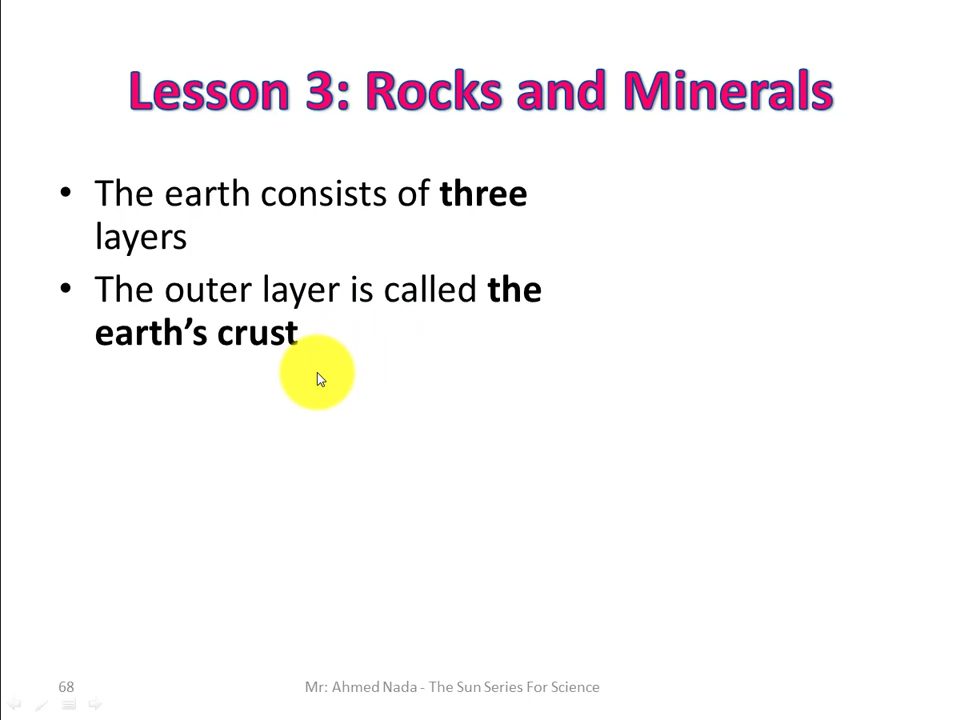 Lesson 3: Rocks and Minerals
• The earth consists of three
layers
• The outer layer is called the
earth’s crust
68
Mr: Ahmed Nada - The Sun Series For Science